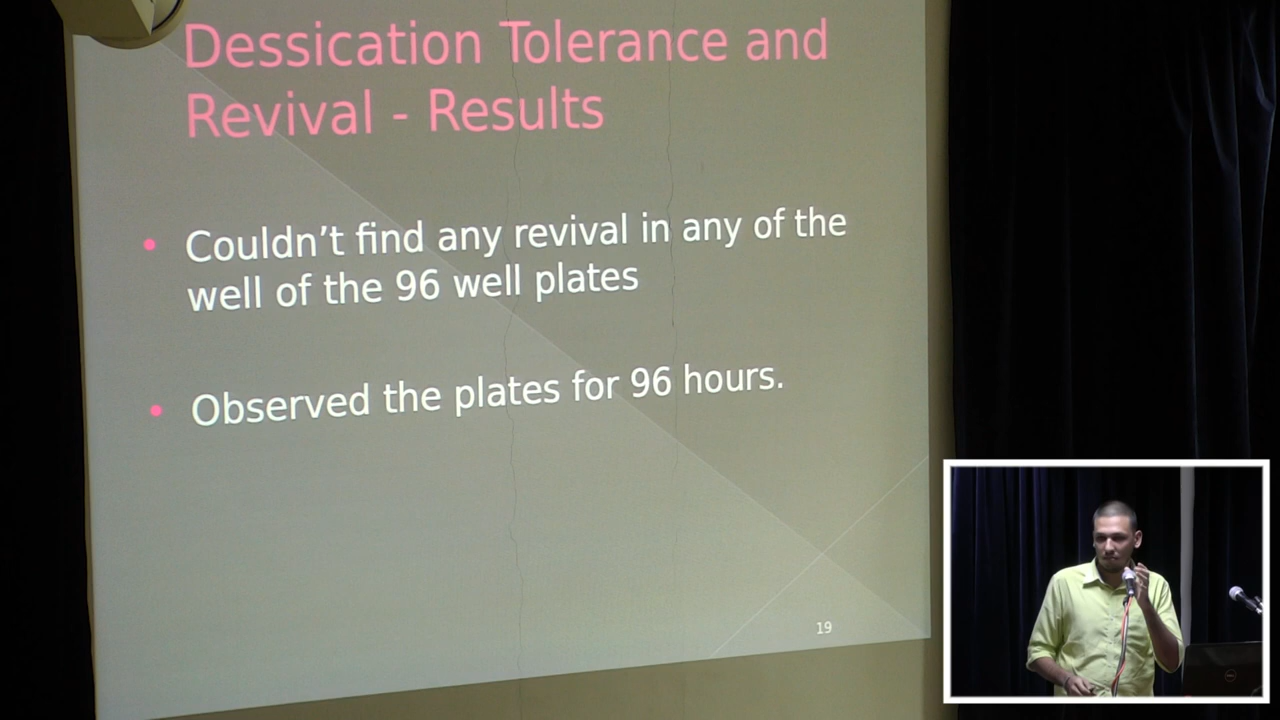 Dessication Tolerance and
Revival - Results
• Couldn’t find any revival in any of the
well of the 96 well plates
• Observed the plates for 96 hours.
19